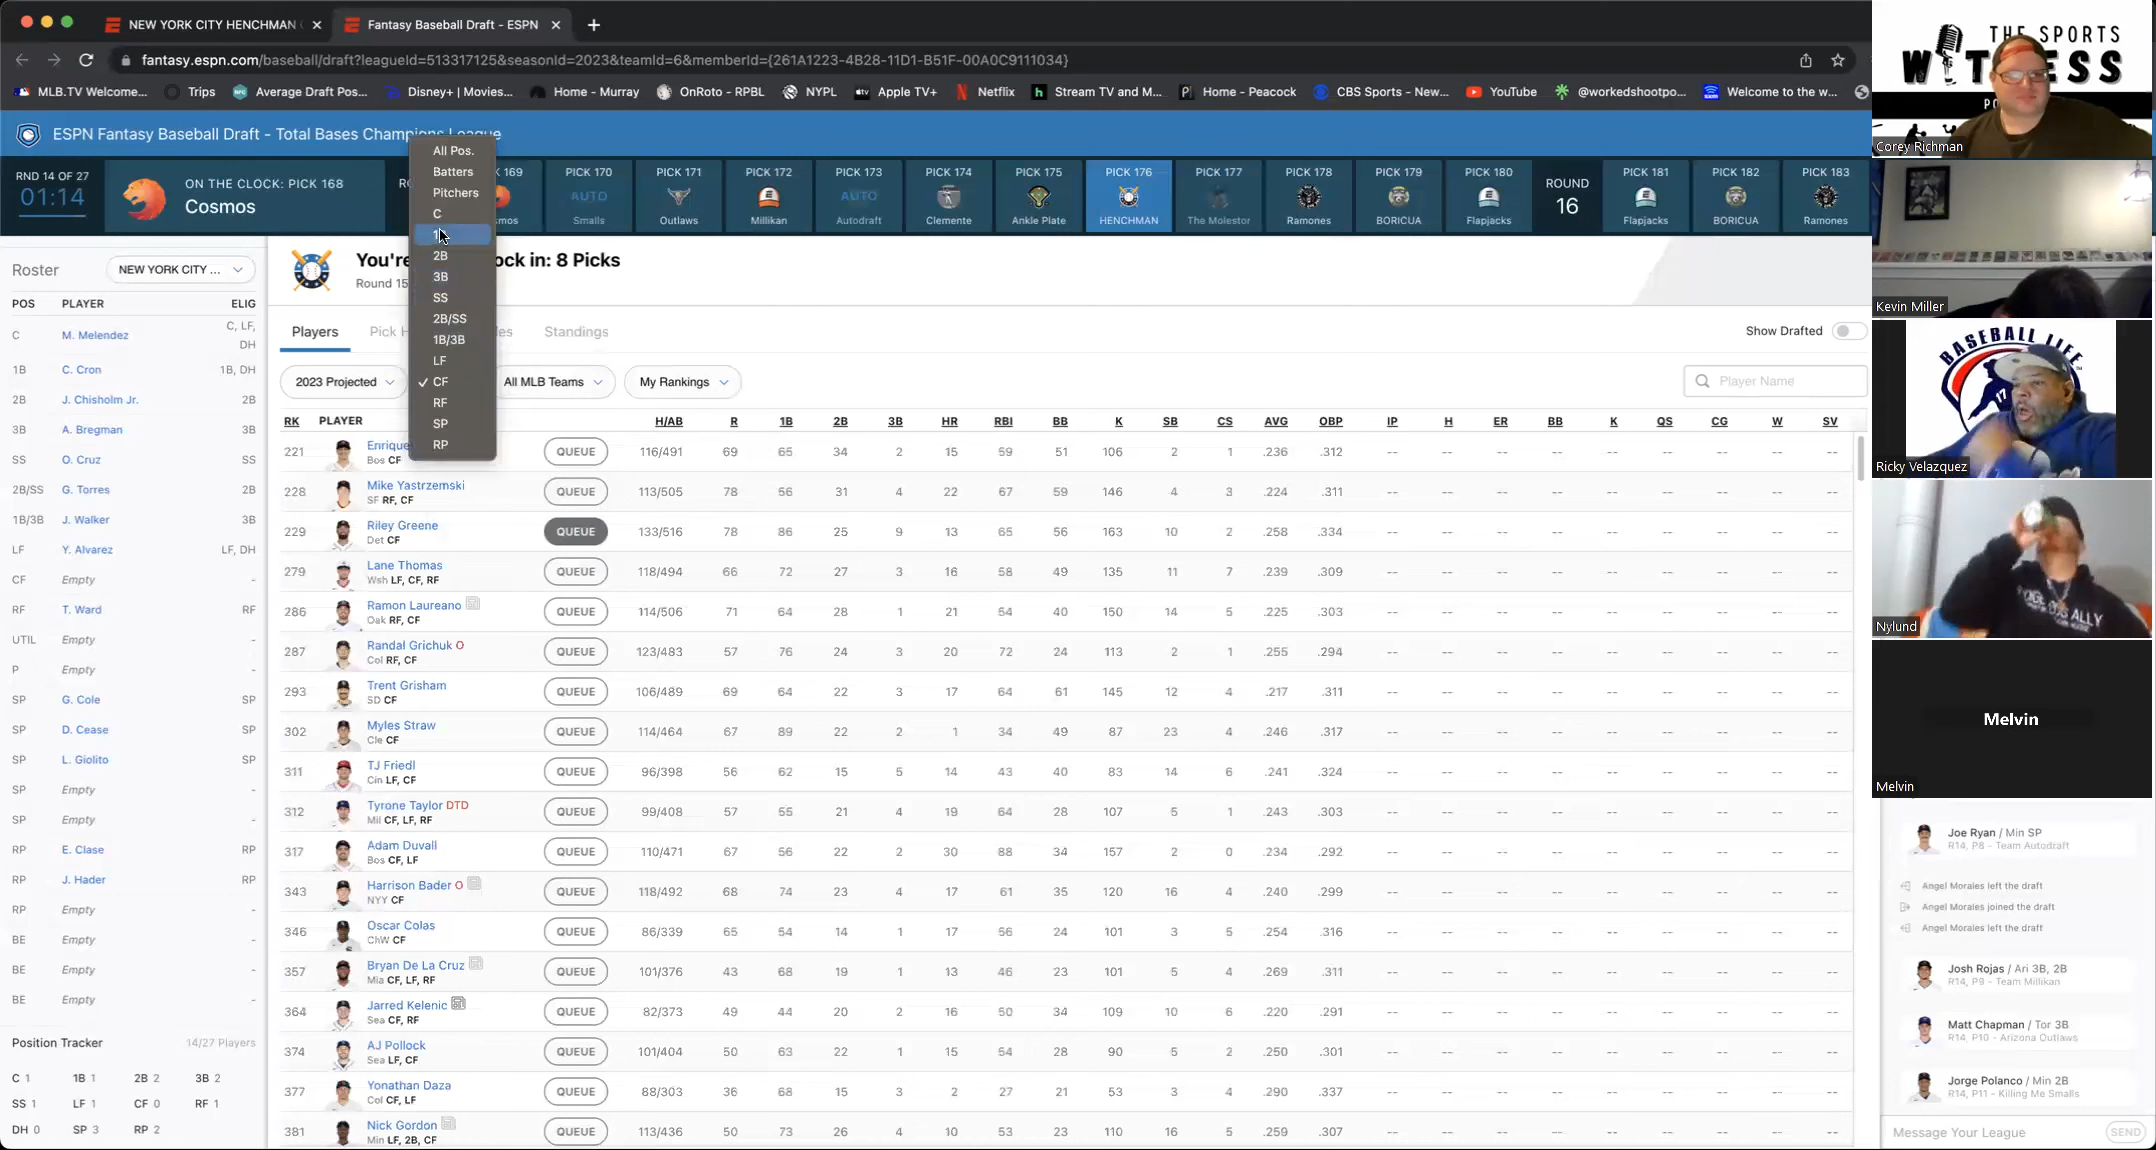 NEW YORK CITY HENCHMAN
Fantasy Baseball Draft - ESPN
fantasy.espn.com/baseball/draft?leagueId=513317125&seasonId=2023&teamId=6&memberId={261A1223-4B28-11D1-B51F-00A0C9111034}
MLB.TV Welcome... Trips Average Draft Pos... Disney+ | Movies... Home - Murray OnRoto - RPBL NYPL Apple TV+ Netflix Stream TV and M... Home - Peacock CBS Sports - New... YouTube @workedshootpo... Welcome to the w...
ESPN Fantasy Baseball Draft - Total Bases Champions League
RND 14 OF 27
01:14
ON THE CLOCK: PICK 168
Cosmos
169
PICK 170 AUTO Smalls
PICK 171 Outlaws
PICK 172 Millikan
PICK 173 AUTO Autodraft
PICK 174 Clemente
PICK 175 Ankle Plate
PICK 176 HENCHMAN
PICK 177 The Molestor
PICK 178 Ramones
PICK 179 BORICUA
PICK 180 Flapjacks
ROUND 16
PICK 181 Flapjacks
PICK 182 BORICUA
PICK 183 Ramones
All Pos.
Batters
Pitchers
C
2B
3B
SS
2B/SS
1B/3B
LF
✓ CF
RF
SP
RP
Roster NEW YORK CITY ...
POS PLAYER ELIG
C M. Melendez C, LF, DH
1B C. Cron 1B, DH
2B J. Chisholm Jr. 2B
3B A. Bregman 3B
SS O. Cruz SS
2B/SS G. Torres 2B
1B/3B J. Walker 3B
LF Y. Alvarez LF, DH
CF Empty -
RF T. Ward RF
UTIL Empty -
P Empty -
SP G. Cole SP
SP D. Cease SP
SP L. Giolito SP
SP Empty -
SP Empty -
RP E. Clase RP
RP J. Hader RP
RP Empty -
BE Empty -
BE Empty -
BE Empty -
Position Tracker 14/27 Players
C 1 1B 1 2B 2 3B 2
SS 1 LF 1 CF 0 RF 1
DH 0 SP 3 RP 2
You're ock in: 8 Picks
Round 15
Players Pick H es Standings
Show Drafted
2023 Projected All MLB Teams My Rankings
Player Name
RK PLAYER H/AB R 1B 2B 3B HR RBI BB K SB CS AVG OBP IP H ER BB K QS CG W SV
221 Enrique Bos CF QUEUE 116/491 69 65 34 2 15 59 51 106 2 1 .236 .312 -- -- -- -- -- -- -- -- --
228 Mike Yastrzemski SF RF, CF QUEUE 113/505 78 56 31 4 22 67 59 146 4 3 .224 .311 -- -- -- -- -- -- -- -- --
229 Riley Greene Det CF QUEUE 133/516 78 86 25 9 13 65 56 163 10 2 .258 .334 -- -- -- -- -- -- -- -- --
279 Lane Thomas Wsh LF, CF, RF QUEUE 118/494 66 72 27 3 16 58 49 135 11 7 .239 .309 -- -- -- -- -- -- -- -- --
286 Ramon Laureano Oak RF, CF QUEUE 114/506 71 64 28 1 21 54 40 150 14 5 .225 .303 -- -- -- -- -- -- -- -- --
287 Randal Grichuk O Col RF, CF QUEUE 123/483 57 76 24 3 20 72 24 113 2 1 .255 .294 -- -- -- -- -- -- -- -- --
293 Trent Grisham SD CF QUEUE 106/489 69 64 22 3 17 64 61 145 12 4 .217 .311 -- -- -- -- -- -- -- -- --
302 Myles Straw Cle CF QUEUE 114/464 67 89 22 2 1 34 49 87 23 4 .246 .317 -- -- -- -- -- -- -- -- --
311 TJ Friedl Cin LF, CF QUEUE 96/398 56 62 15 5 14 43 40 83 14 6 .241 .324 -- -- -- -- -- -- -- -- --
312 Tyrone Taylor DTD Mil CF, LF, RF QUEUE 99/408 57 55 21 4 19 64 28 107 5 1 .243 .303 -- -- -- -- -- -- -- -- --
317 Adam Duvall Bos CF, LF QUEUE 110/471 67 56 22 2 30 88 34 157 2 0 .234 .292 -- -- -- -- -- -- -- -- --
343 Harrison Bader O NYY CF QUEUE 118/492 68 74 23 4 17 61 35 120 16 4 .240 .299 -- -- -- -- -- -- -- -- --
346 Oscar Colas ChW CF QUEUE 86/339 65 54 14 1 17 56 24 101 3 5 .254 .316 -- -- -- -- -- -- -- -- --
357 Bryan De La Cruz Mia CF, LF, RF QUEUE 101/376 43 68 19 1 13 46 23 101 5 4 .269 .311 -- -- -- -- -- -- -- -- --
364 Jarred Kelenic Sea CF, RF QUEUE 82/373 49 44 20 2 16 50 34 109 10 6 .220 .291 -- -- -- -- -- -- -- -- --
374 AJ Pollock Sea LF, CF QUEUE 101/404 50 63 22 1 15 54 28 90 5 2 .250 .301 -- -- -- -- -- -- -- -- --
377 Yonathan Daza Col CF, LF QUEUE 88/303 36 68 15 3 2 27 21 53 3 4 .290 .337 -- -- -- -- -- -- -- -- --
381 Nick Gordon Min LF, 2B, CF QUEUE 113/436 50 73 26 4 10 53 23 110 16 5 .259 .307 -- -- -- -- -- -- -- -- --
THE SPORTS
Corey Richman
Kevin Miller
BASEBALL LIFE
17
Ricky Velazquez
Nylund
Melvin
Melvin
Joe Ryan / Min SP
R14, P8 - Team Autodraft
Angel Morales left the draft
Angel Morales joined the draft
Angel Morales left the draft
Josh Rojas / Ari 3B, 2B
R14, P9 - Team Millikan
Matt Chapman / Tor 3B
R14, P10 - Arizona Outlaws
Jorge Polanco / Min 2B
R14, P11 - Killing Me Smalls
Message Your League SEND